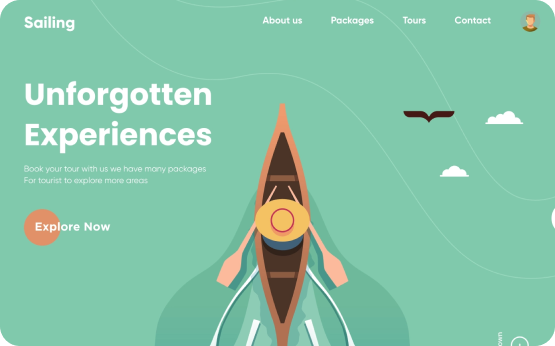 Sailing
About us
Packages
Tours
Contact
Unforgotten
Experiences
Book your tour with us we have many packages
For tourist to explore more areas
Explore Now